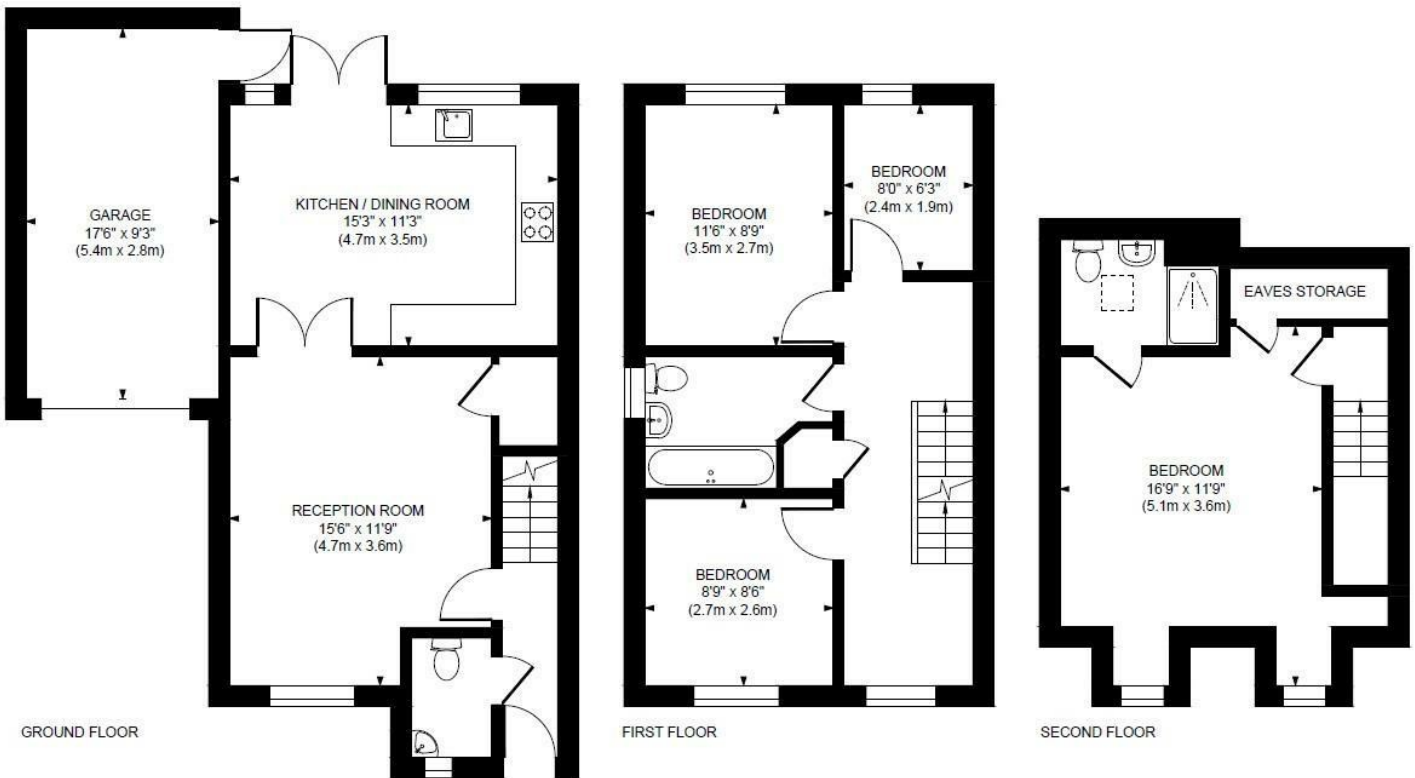 GARAGE
17'6" x 9'3"
(5.4m x 2.8m)
KITCHEN / DINING ROOM
15'3" x 11'3"
(4.7m x 3.5m)
RECEPTION ROOM
15'6" x 11'9"
(4.7m x 3.6m)
GROUND FLOOR
BEDROOM
11'6" x 8'9"
(3.5m x 2.7m)
BEDROOM
8'0" x 6'3"
(2.4m x 1.9m)
BEDROOM
8'9" x 8'6"
(2.7m x 2.6m)
FIRST FLOOR
EAVES STORAGE
BEDROOM
16'9" x 11'9"
(5.1m x 3.6m)
SECOND FLOOR